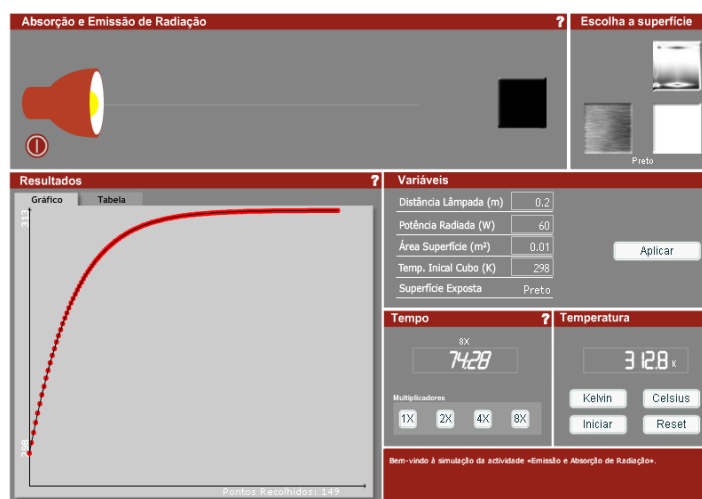 Absorção e Emissão de Radiação
?
Escolha a superfície
Preto
Resultados
?
Gráfico
Tabela
313
298
Pontos Recolhidos: 149
Variáveis
Distância Lâmpada (m) 0.2
Potência Radiada (W) 60
Área Superfície (m²) 0.01
Temp. Inical Cubo (K) 298
Superfície Exposta Preto
Aplicar
Tempo
?
8X
74:28
Multiplicadores
1X 2X 4X 8X
Temperatura
312.8 K
Kelvin Celsius
Iniciar Reset
Bem-vindo à simulação da actividade «Emissão e Absorção de Radiação».